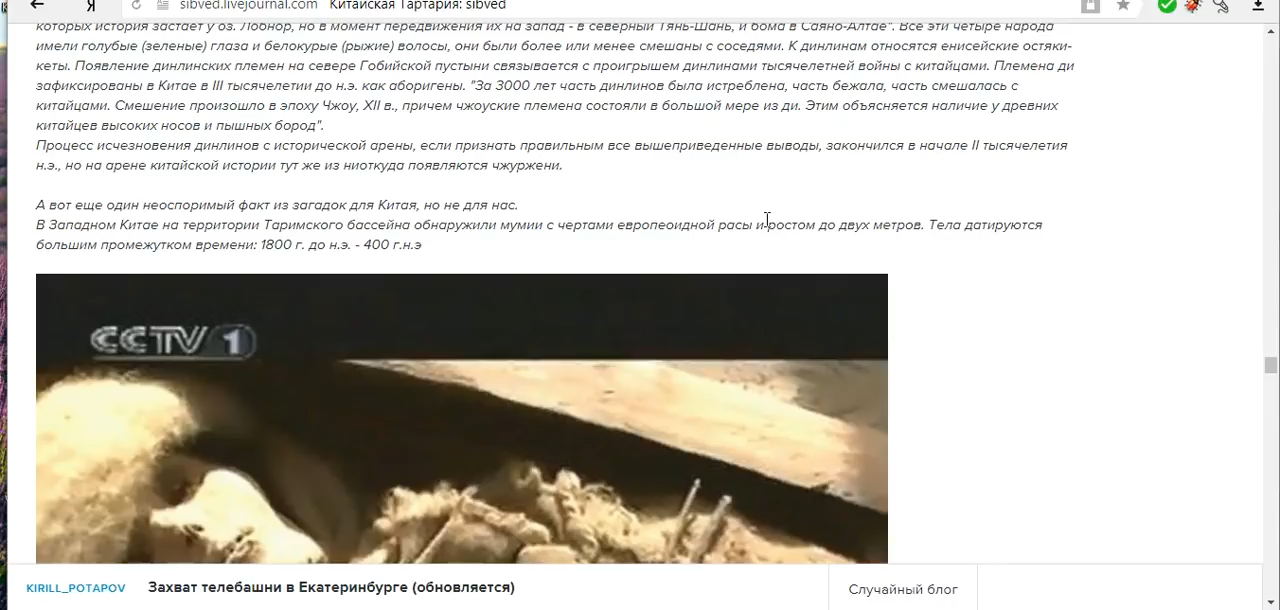 sibved.livejournal.com Китайская Тартария: sibved
которых история застает у оз. Лобнор, но в момент передвижения их на запад - в северный Тянь-Шань, и бома в Саяно-Алтае". Все эти четыре народа
имели голубые (зеленые) глаза и белокурые (рыжие) волосы, они были более или менее смешаны с соседями. К динлинам относятся енисейские остяки-
кеты. Появление динлинских племен на севере Гобийской пустыни связывается с проигрышем динлинами тысячелетней войны с китайцами. Племена ди
зафиксированы в Китае в III тысячелетии до н.э. как аборигены. "За 3000 лет часть динлинов была истреблена, часть бежала, часть смешалась с
китайцами. Смешение произошло в эпоху Чжоу, XII в., причем чжоуские племена состояли в большой мере из ди. Этим объясняется наличие у древних
китайцев высоких носов и пышных бород".
Процесс исчезновения динлинов с исторической арены, если признать правильным все вышеприведенные выводы, закончился в начале II тысячелетия
н.э., но на арене китайской истории тут же из ниоткуда появляются чжуржени.
А вот еще один неоспоримый факт из загадок для Китая, но не для нас.
В Западном Китае на территории Таримского бассейна обнаружили мумии с чертами европеоидной расы и ростом до двух метров. Тела датируются
большим промежутком времени: 1800 г. до н.э. - 400 г.н.э
CCTV 1
KIRILL_POTAPOV Захват телебашни в Екатеринбурге (обновляется) Случайный блог